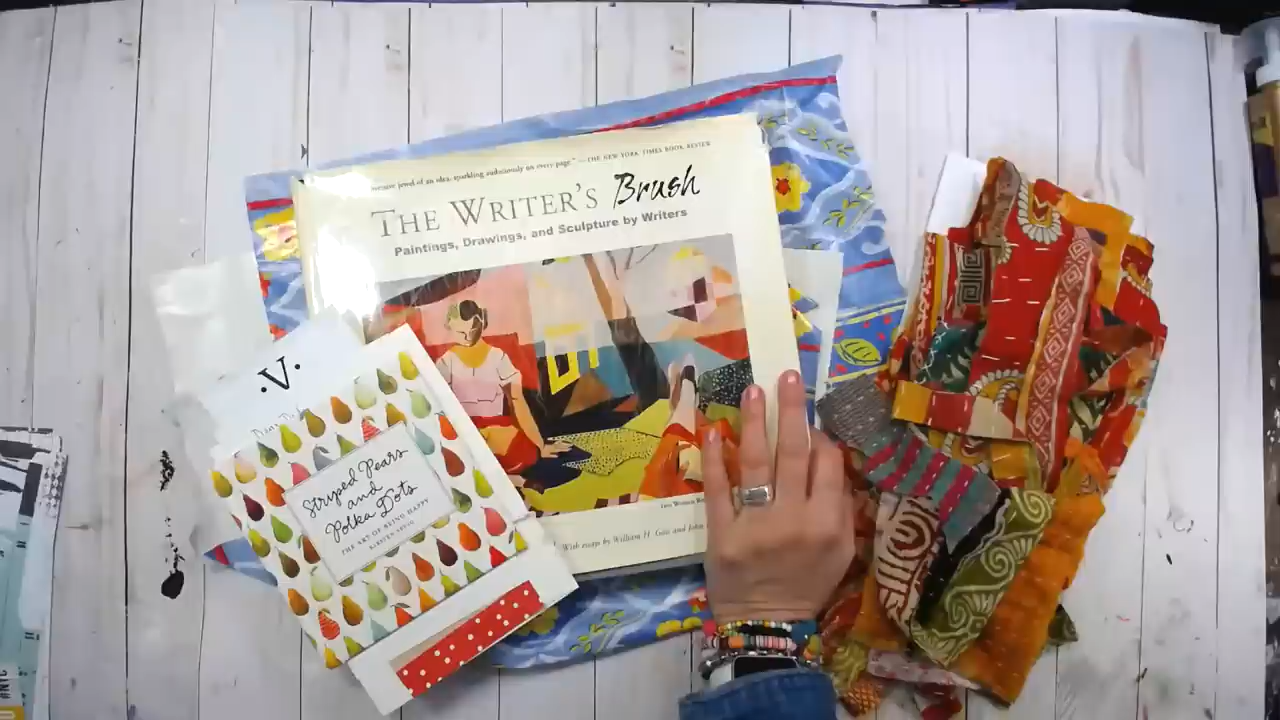 jewel of an idea, sparkling seductively on every page." —THE NEW YORK TIMES BOOK REVIEW
THE WRITER'S Brush
Paintings, Drawings, and Sculpture by Writers
With essays by William H. Gass and John
·V·
Striped Pears
and
Polka Dots
THE ART OF BEING HAPPY
#NYC